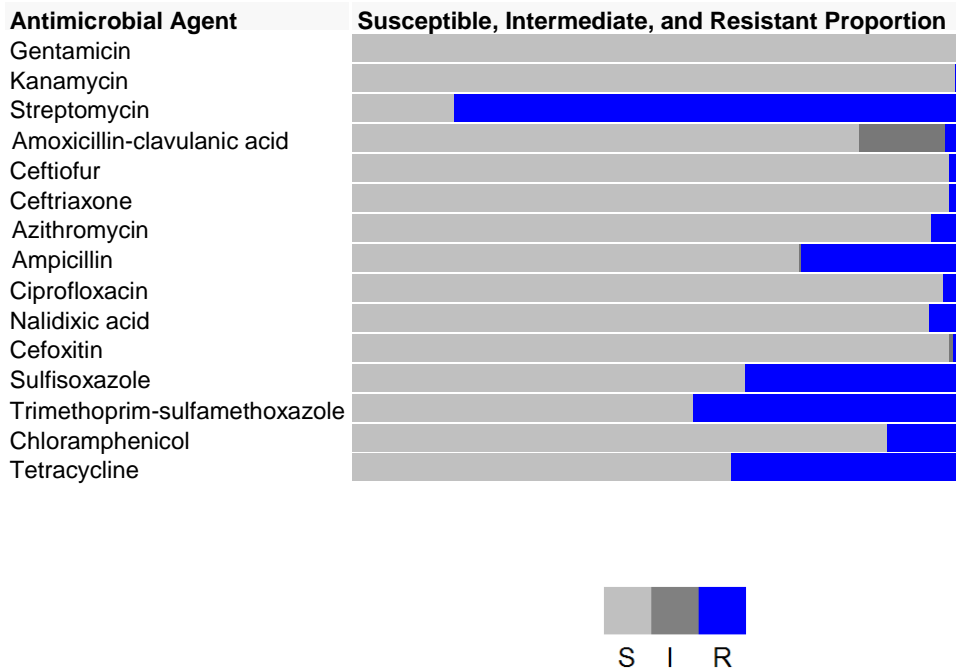 Antimicrobial Agent Susceptible, Intermediate, and Resistant Proportion
Gentamicin
Kanamycin
Streptomycin
Amoxicillin-clavulanic acid
Ceftiofur
Ceftriaxone
Azithromycin
Ampicillin
Ciprofloxacin
Nalidixic acid
Cefoxitin
Sulfisoxazole
Trimethoprim-sulfamethoxazole
Chloramphenicol
Tetracycline
S I R